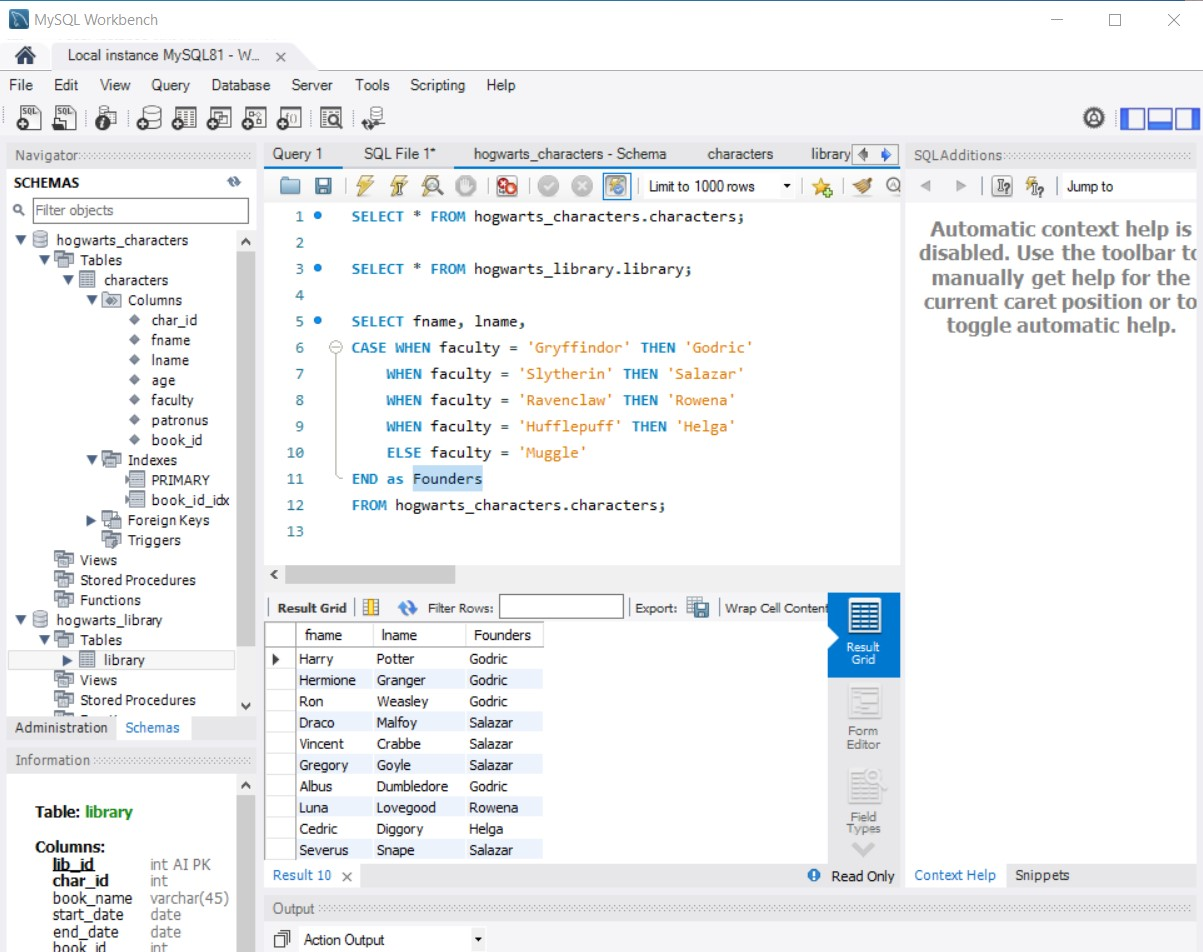 MySQL Workbench
Local instance MySQL81 - W...
File Edit View Query Database Server Tools Scripting Help
Navigator
SCHEMAS
Filter objects
hogwarts_characters
Tables
characters
Columns
char_id
fname
lname
age
faculty
patronus
book_id
Indexes
PRIMARY
book_id_idx
Foreign Keys
Triggers
Views
Stored Procedures
Functions
hogwarts_library
Tables
library
Views
Stored Procedures
Administration Schemas
Information
Table: library
Columns:
lib_id int AI PK
char_id int
book_name varchar(45)
start_date date
end_date date
book_id int
Query 1 SQL File 1* hogwarts_characters - Schema characters library
Limit to 1000 rows
1 SELECT * FROM hogwarts_characters.characters;
2
3 SELECT * FROM hogwarts_library.library;
4
5 SELECT fname, lname,
6 CASE WHEN faculty = 'Gryffindor' THEN 'Godric'
7 WHEN faculty = 'Slytherin' THEN 'Salazar'
8 WHEN faculty = 'Ravenclaw' THEN 'Rowena'
9 WHEN faculty = 'Hufflepuff' THEN 'Helga'
10 ELSE faculty = 'Muggle'
11 END as Founders
12 FROM hogwarts_characters.characters;
13
Result Grid Filter Rows: Export: Wrap Cell Content
fname lname Founders
Harry Potter Godric
Hermione Granger Godric
Ron Weasley Godric
Draco Malfoy Salazar
Vincent Crabbe Salazar
Gregory Goyle Salazar
Albus Dumbledore Godric
Luna Lovegood Rowena
Cedric Diggory Helga
Severus Snape Salazar
Result
Grid
Form
Editor
Field
Types
Result 10
Read Only
Output
Action Output
SQLAdditions
Jump to
Automatic context help is
disabled. Use the toolbar to
manually get help for the
current caret position or to
toggle automatic help.
Context Help Snippets